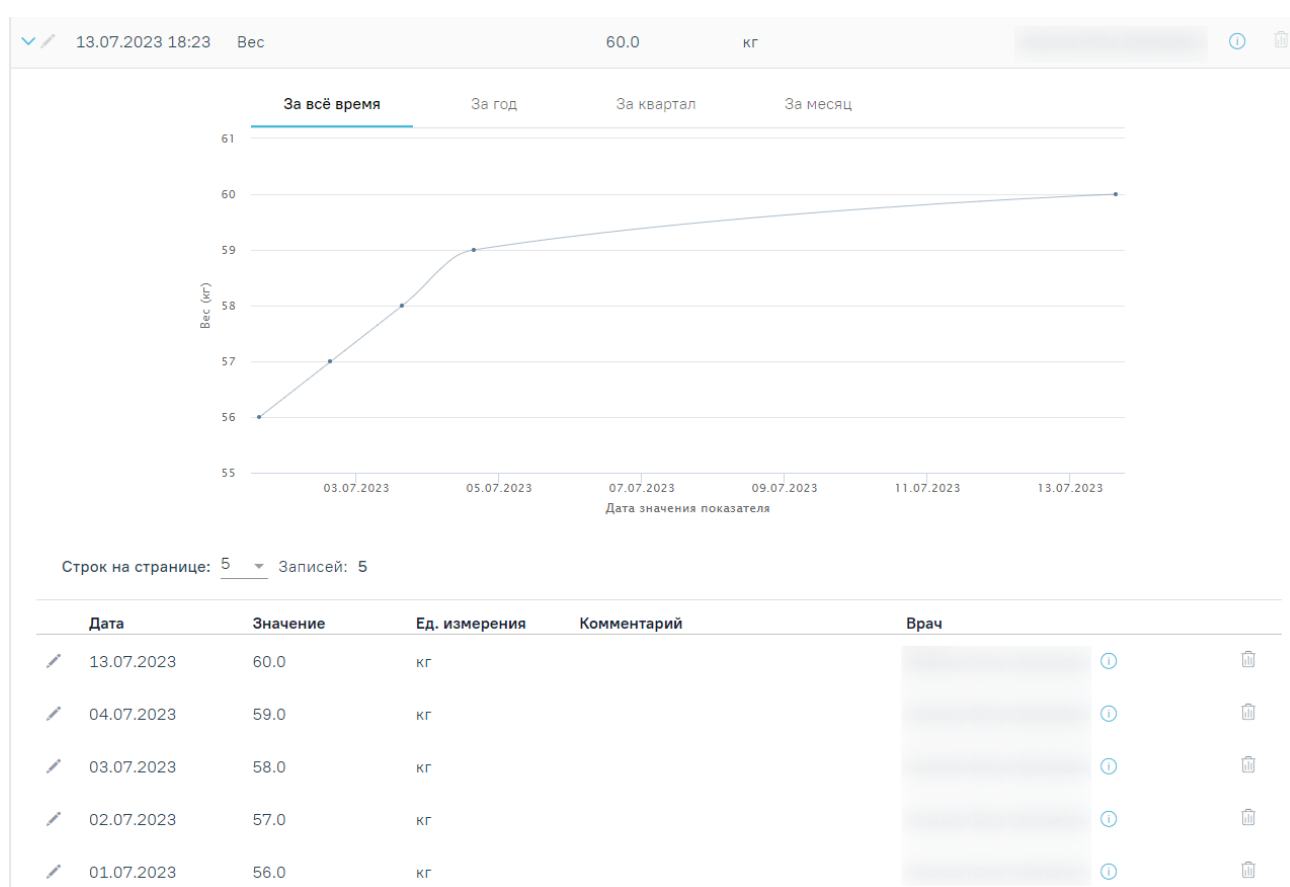 13.07.2023 18:23 Вес 60.0 кг
За всё время За год За квартал За месяц
61
60
59
58
57
56
55
Вес (кг)
03.07.2023 05.07.2023 07.07.2023 09.07.2023 11.07.2023 13.07.2023
Дата значения показателя
Строк на странице: 5 Записей: 5
Дата Значение Ед. измерения Комментарий Врач
13.07.2023 60.0 кг
04.07.2023 59.0 кг
03.07.2023 58.0 кг
02.07.2023 57.0 кг
01.07.2023 56.0 кг